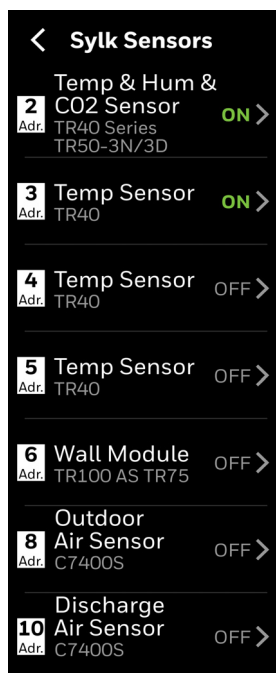 Sylk Sensors
Temp & Hum &
2 CO2 Sensor ON
Adr. TR40 Series
TR50-3N/3D
3 Temp Sensor ON
Adr. TR40
4 Temp Sensor OFF
Adr. TR40
5 Temp Sensor OFF
Adr. TR40
6 Wall Module OFF
Adr. TR100 AS TR75
Outdoor
8 Air Sensor OFF
Adr. C7400S
Discharge
10 Air Sensor OFF
Adr. C7400S